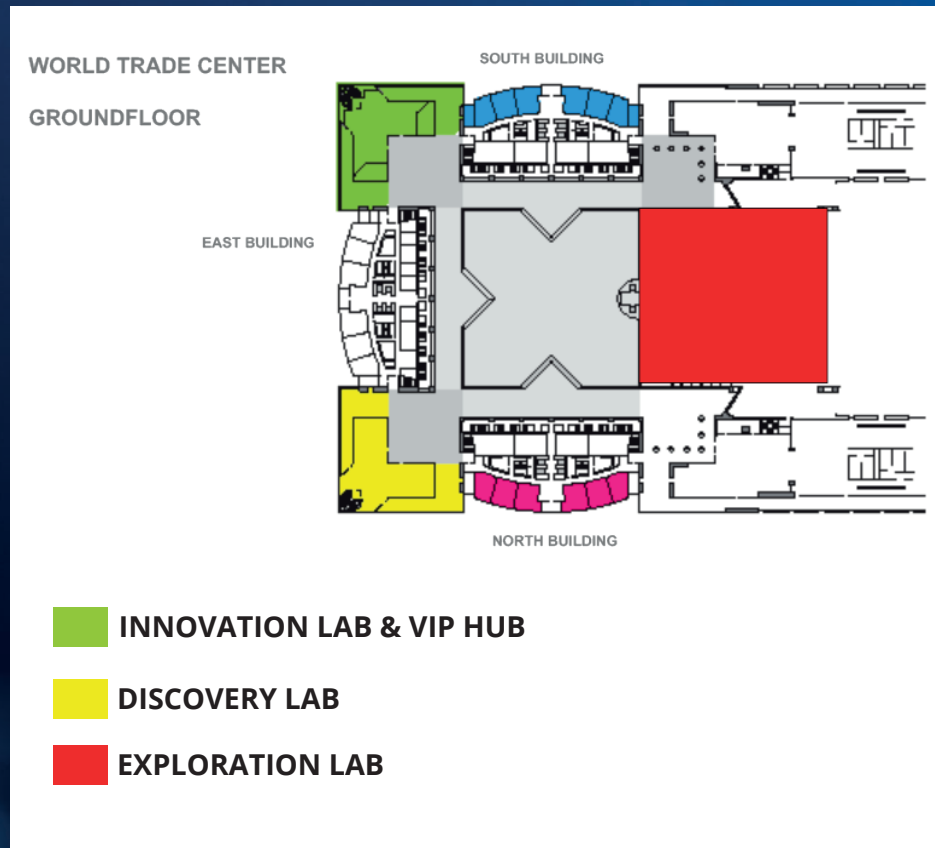 WORLD TRADE CENTER
GROUNDFLOOR
SOUTH BUILDING
EAST BUILDING
NORTH BUILDING
INNOVATION LAB & VIP HUB
DISCOVERY LAB
EXPLORATION LAB